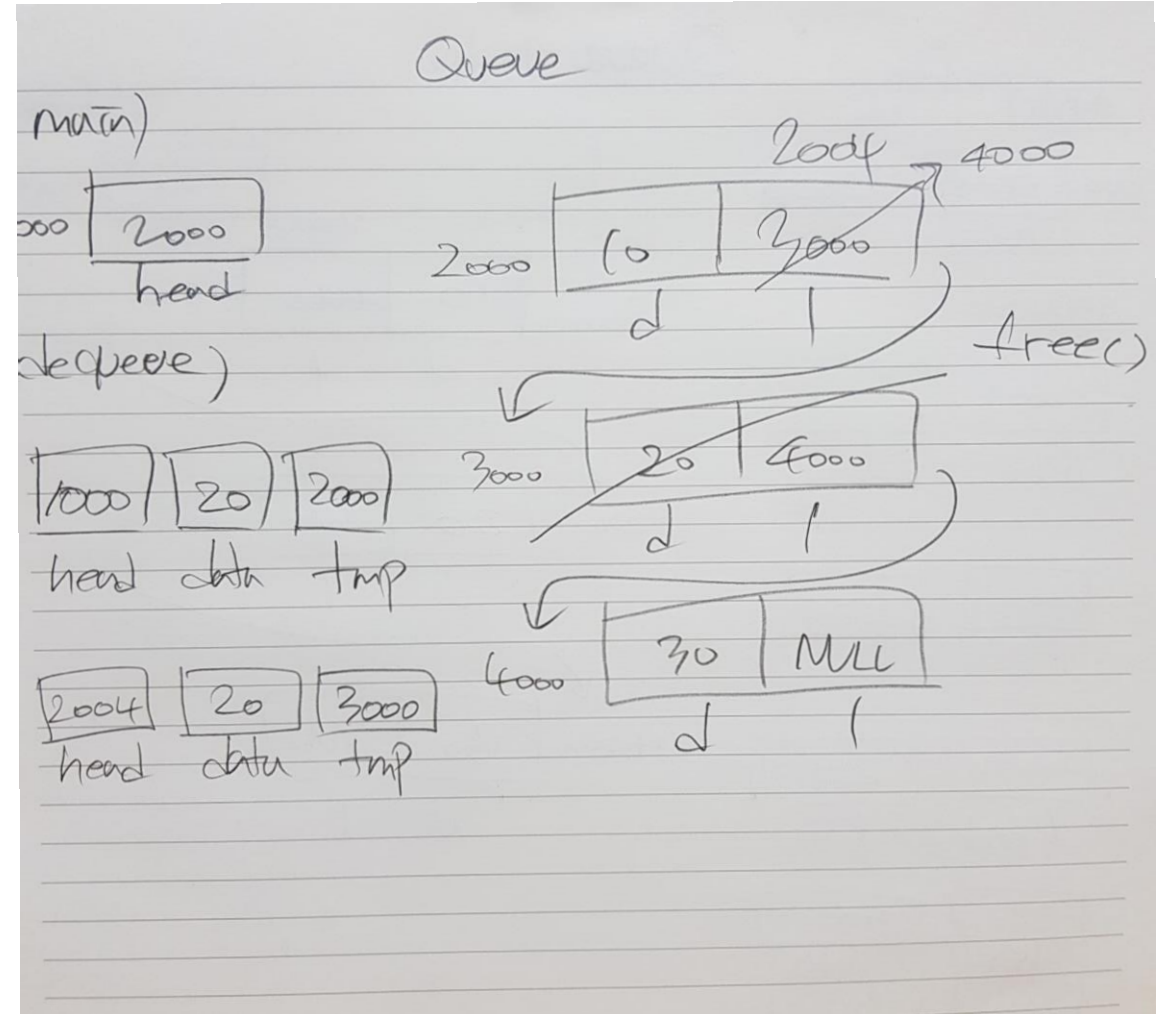 Queue
main)
2004 4000
000 2000 2000 10 3000
head d l
dequeue) free()
3000 20 4000
1000 20 2000 d l
head data tmp
4000 30 NULL
2004 20 3000 d l
head data tmp